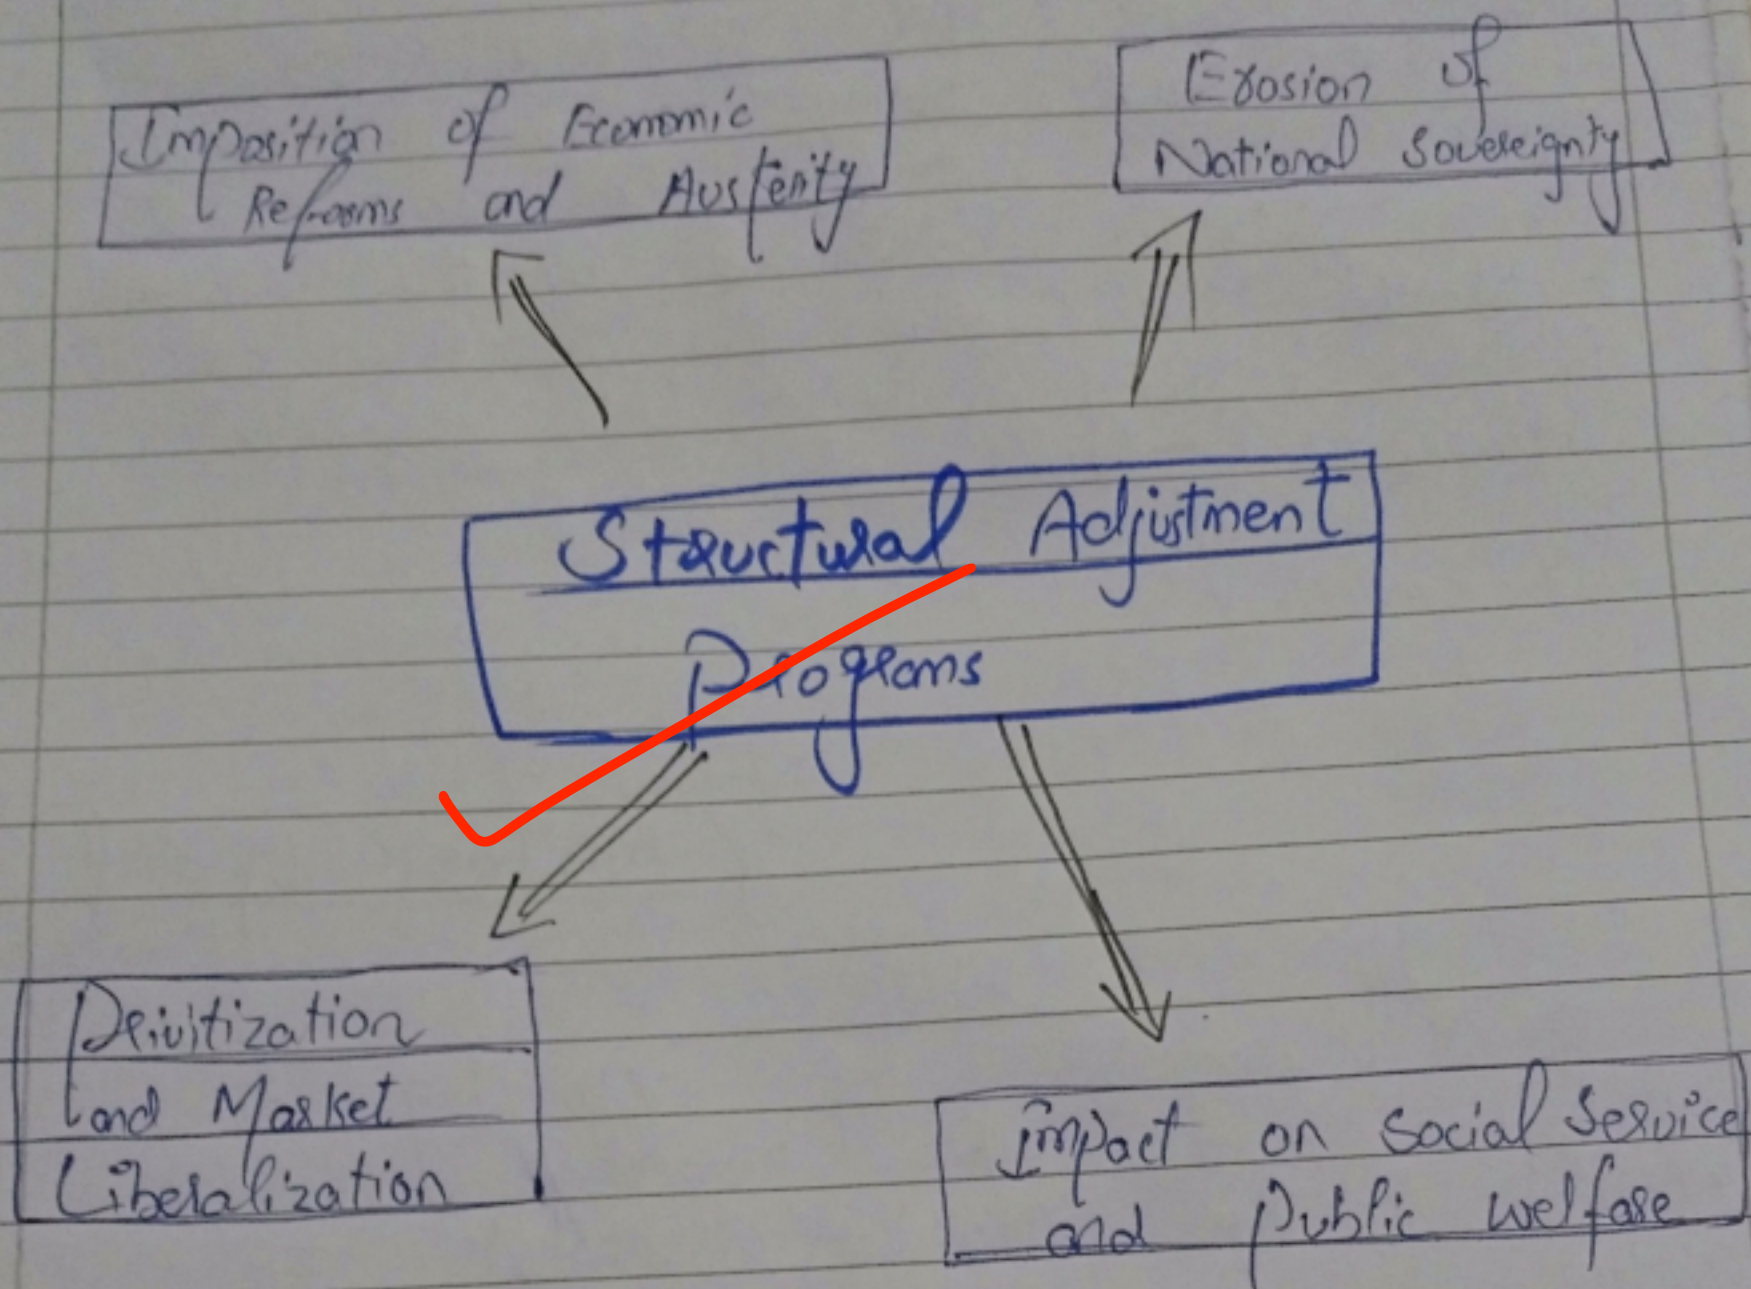 Imposition of Economic
Reforms and Austerity
Erosion of
National Sovereignty
Structural Adjustment
Programs
Privitization
and Market
Liberalization
Impact on Social Service
and Public welfare